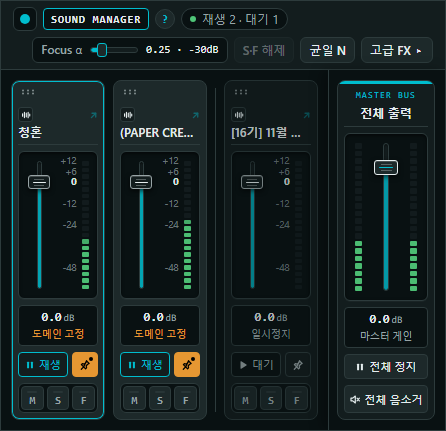 SOUND MANAGER ? 재생 2 · 대기 1
Focus α 0.25 · -30dB S·F 해제 균일 N 고급 FX ▸
청혼
+12
+6
0
-12
-24
-48
0.0 dB
도메인 고정
재생
M S F
(PAPER CRE...
+12
+6
0
-12
-24
-48
0.0 dB
도메인 고정
재생
M S F
[16기] 11월 ...
+12
+6
0
-12
-24
-48
0.0 dB
일시정지
대기
M S F
MASTER BUS
전체 출력
0.0 dB
마스터 게인
전체 정지
전체 음소거